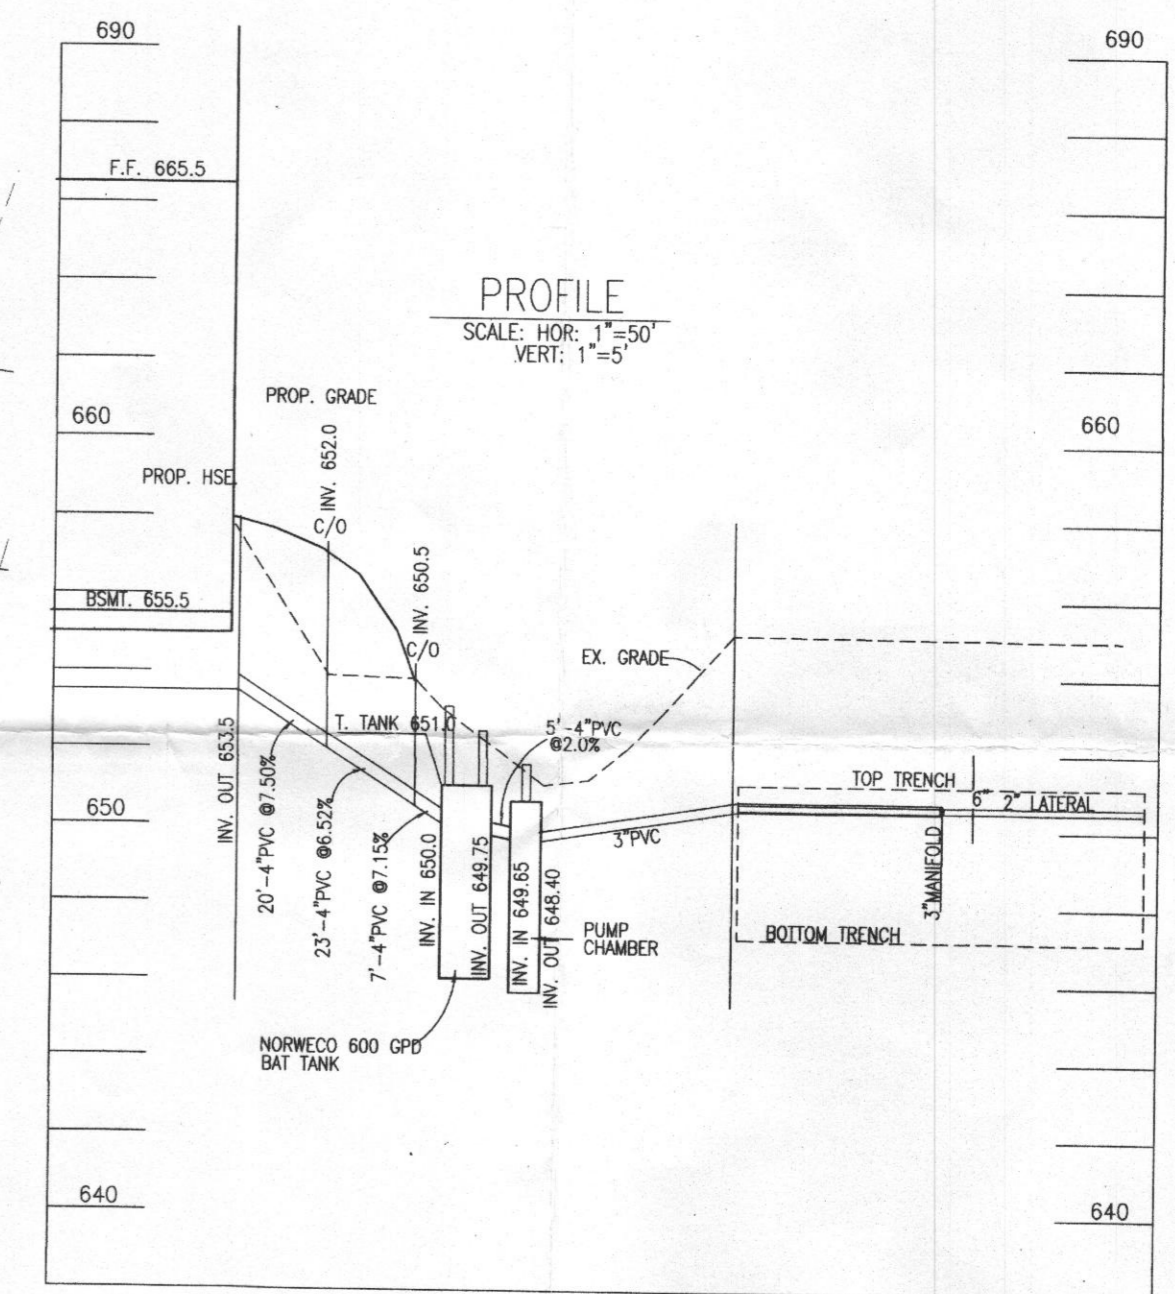 690
690
F.F. 665.5
PROFILE
SCALE: HOR: 1"=50'
VERT: 1"=5'
PROP. GRADE
660
660
INV. 652.0
C/O
PROP. HSE.
INV. 650.5
C/O
BSMT. 655.5
EX. GRADE
T. TANK 651.0
5'-4"PVC
@2.0%
INV. OUT 653.5
20'-4"PVC @7.50%
23'-4"PVC @6.52%
7'-4"PVC @7.15%
INV. IN 650.0
INV. OUT 649.75
INV. IN 649.65
INV. OUT 648.40
650
3"PVC
TOP TRENCH
6"
2" LATERAL
3"MANIFOLD
BOTTOM TRENCH
PUMP
CHAMBER
NORWECO 600 GPD
BAT TANK
640
640